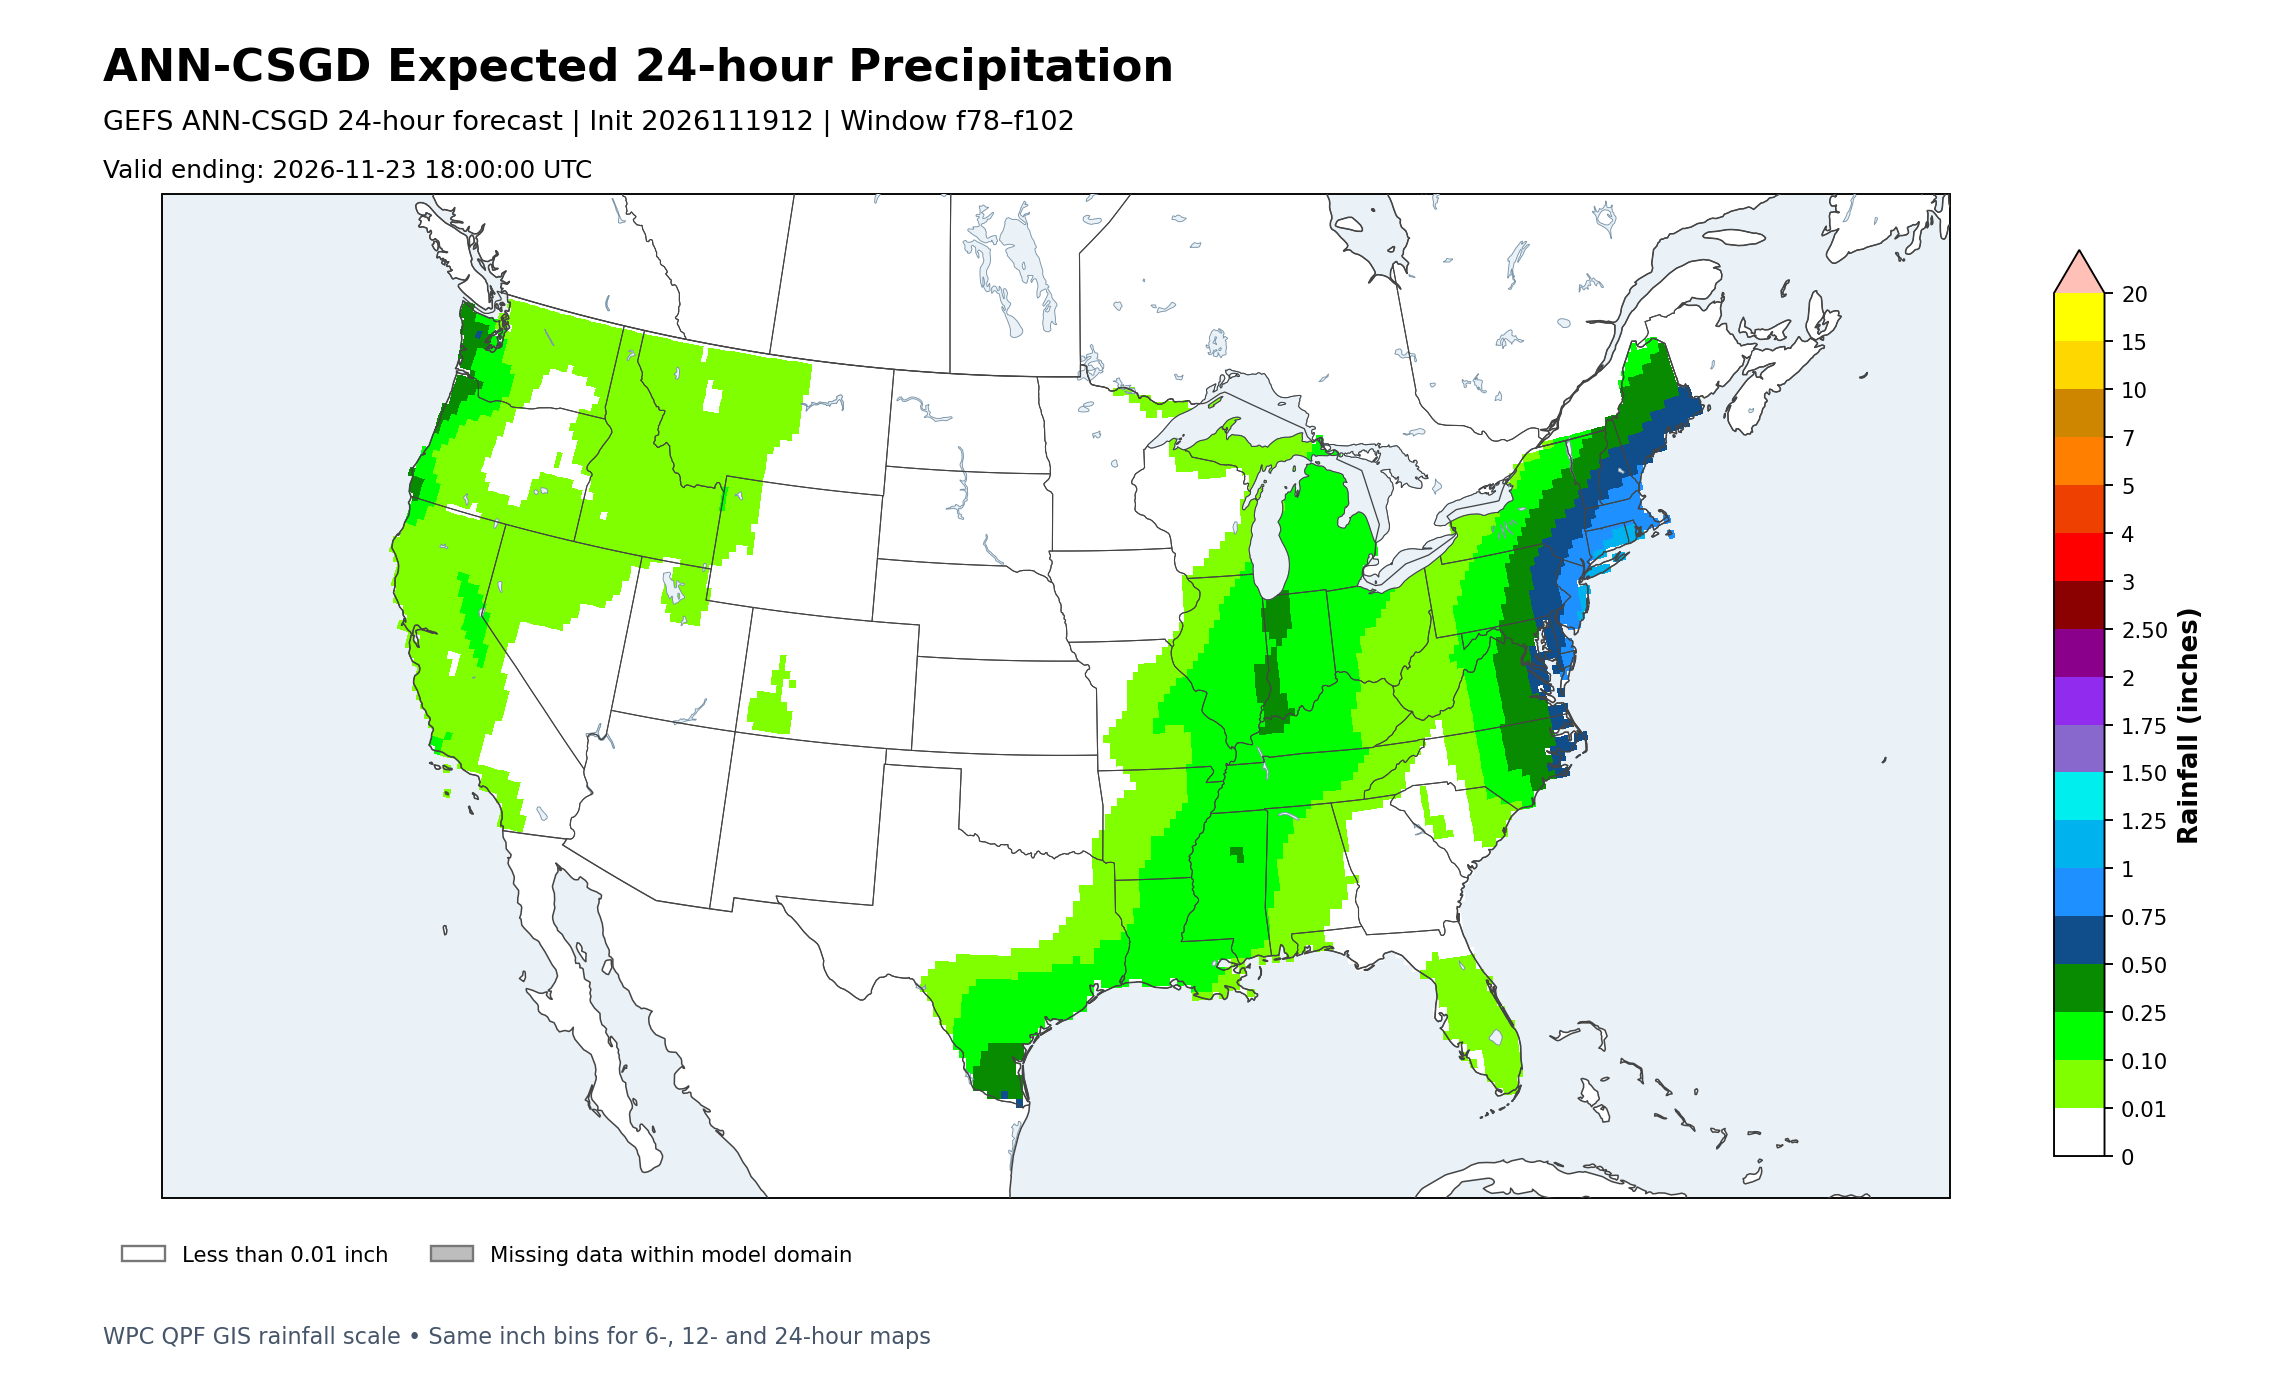 ANN-CSGD Expected 24-hour Precipitation
GEFS ANN-CSGD 24-hour forecast | Init 2026111912 | Window f78–f102
Valid ending: 2026-11-23 18:00:00 UTC
20
15
10
7
5
4
3
2.50
2
1.75
1.50
1.25
1
0.75
0.50
0.25
0.10
0.01
0
Rainfall (inches)
Less than 0.01 inch
Missing data within model domain
WPC QPF GIS rainfall scale • Same inch bins for 6-, 12- and 24-hour maps